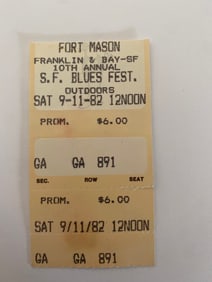 FORT MASON
FRANKLIN & BAY-SF
10TH ANNUAL
S.F. BLUES FEST.
OUTDOORS
SAT 9-11-82 12NOON
PROM. $6.00
GA GA 891
SEC. ROW SEAT
PROM. $6.00
SAT 9/11/82 12NOON
GA GA 891